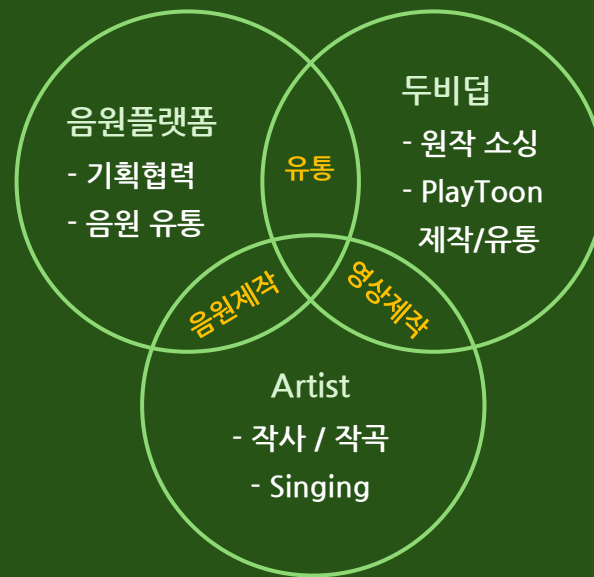 음원플랫폼
- 기획협력
- 음원 유통
유통
두비덥
- 원작 소싱
- PlayToon
제작/유통
음원제작
영상제작
Artist
- 작사 / 작곡
- Singing